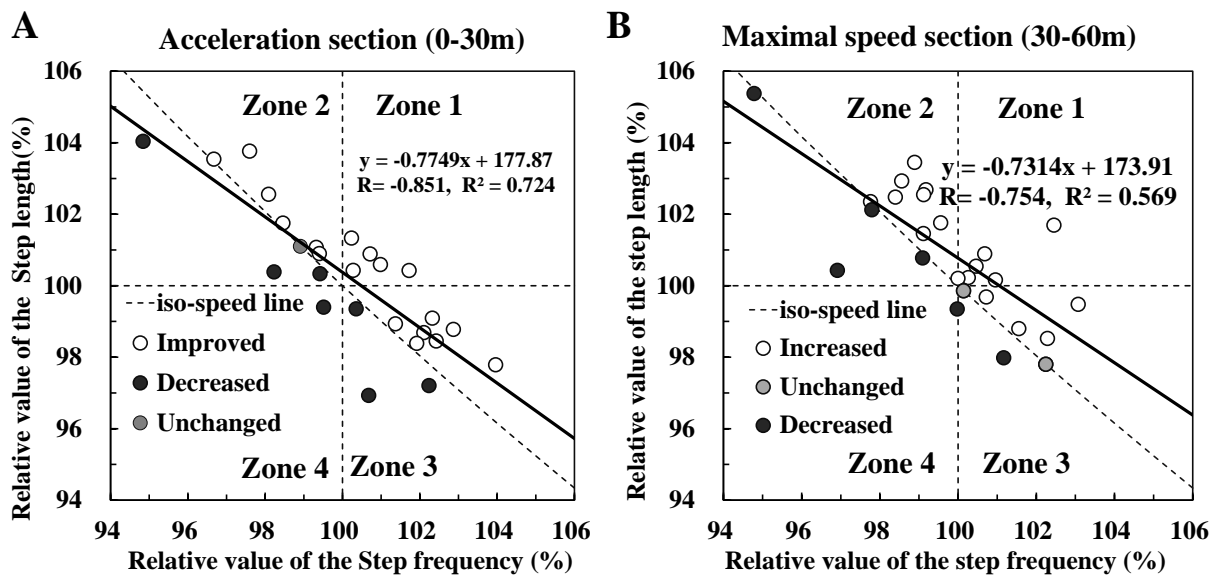 A
Acceleration section (0-30m)
Relative value of the Step length(%)
106
104
102
100
98
96
94
Zone 2
Zone 1
y = -0.7749x + 177.87
R= -0.851, R² = 0.724
iso-speed line
Improved
Decreased
Unchanged
Zone 4
Zone 3
94
96
98
100
102
104
106
Relative value of the Step frequency (%)
B
Maximal speed section (30-60m)
Relative value of the step length (%)
106
104
102
100
98
96
94
Zone 2
Zone 1
y = -0.7314x + 173.91
R= -0.754, R² = 0.569
iso-speed line
Increased
Unchanged
Decreased
Zone 4
Zone 3
94
96
98
100
102
104
106
Relative value of the step frequency (%)